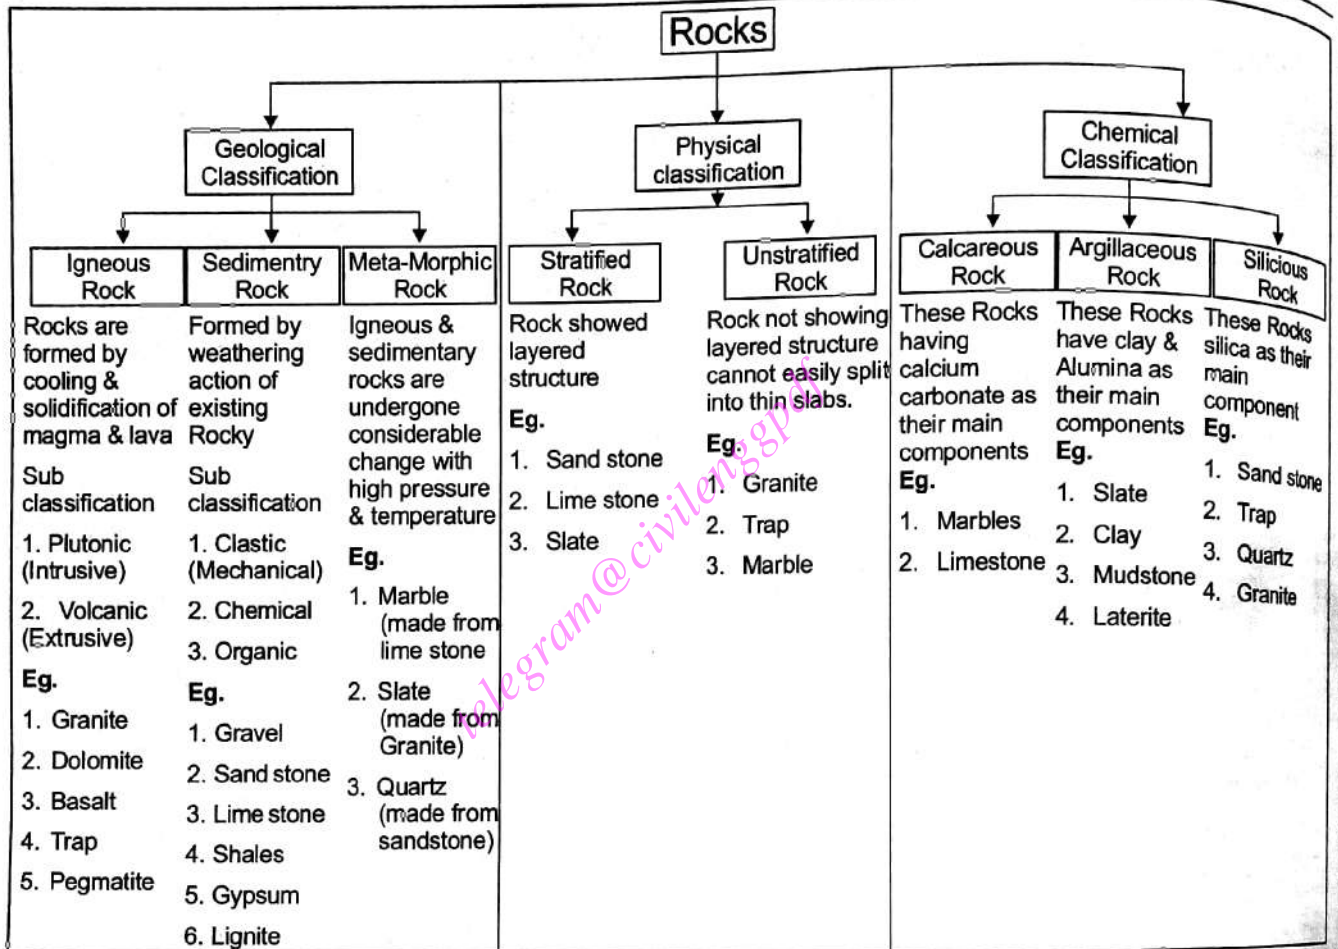 Rocks
Geological
Classification
Physical
classification
Chemical
Classification
Igneous
Rock
Sedimentry
Rock
Meta-Morphic
Rock
Stratified
Rock
Unstratified
Rock
Calcareous
Rock
Argillaceous
Rock
Silicious
Rock
Rocks are
formed by
cooling &
solidification of
magma & lava
Sub
classification
1. Plutonic
(Intrusive)
2. Volcanic
(Extrusive)
Eg.
1. Granite
2. Dolomite
3. Basalt
4. Trap
5. Pegmatite
Formed by
weathering
action of
existing
Rocky
Sub
classification
1. Clastic
(Mechanical)
2. Chemical
3. Organic
Eg.
1. Gravel
2. Sand stone
3. Lime stone
4. Shales
5. Gypsum
6. Lignite
Igneous &
sedimentary
rocks are
undergone
considerable
change with
high pressure
& temperature
Eg.
1. Marble
(made from
lime stone
2. Slate
(made from
Granite)
3. Quartz
(made from
sandstone)
Rock showed
layered
structure
Eg.
1. Sand stone
2. Lime stone
3. Slate
Rock not showing
layered structure
cannot easily split
into thin slabs.
Eg.
1. Granite
2. Trap
3. Marble
These Rocks
having
calcium
carbonate as
their main
components
Eg.
1. Marbles
2. Limestone
These Rocks
have clay &
Alumina as
their main
components
Eg.
1. Slate
2. Clay
3. Mudstone
4. Laterite
These Rocks
silica as their
main
component
Eg.
1. Sand stone
2. Trap
3. Quartz
4. Granite
telegram@civilenggpdf